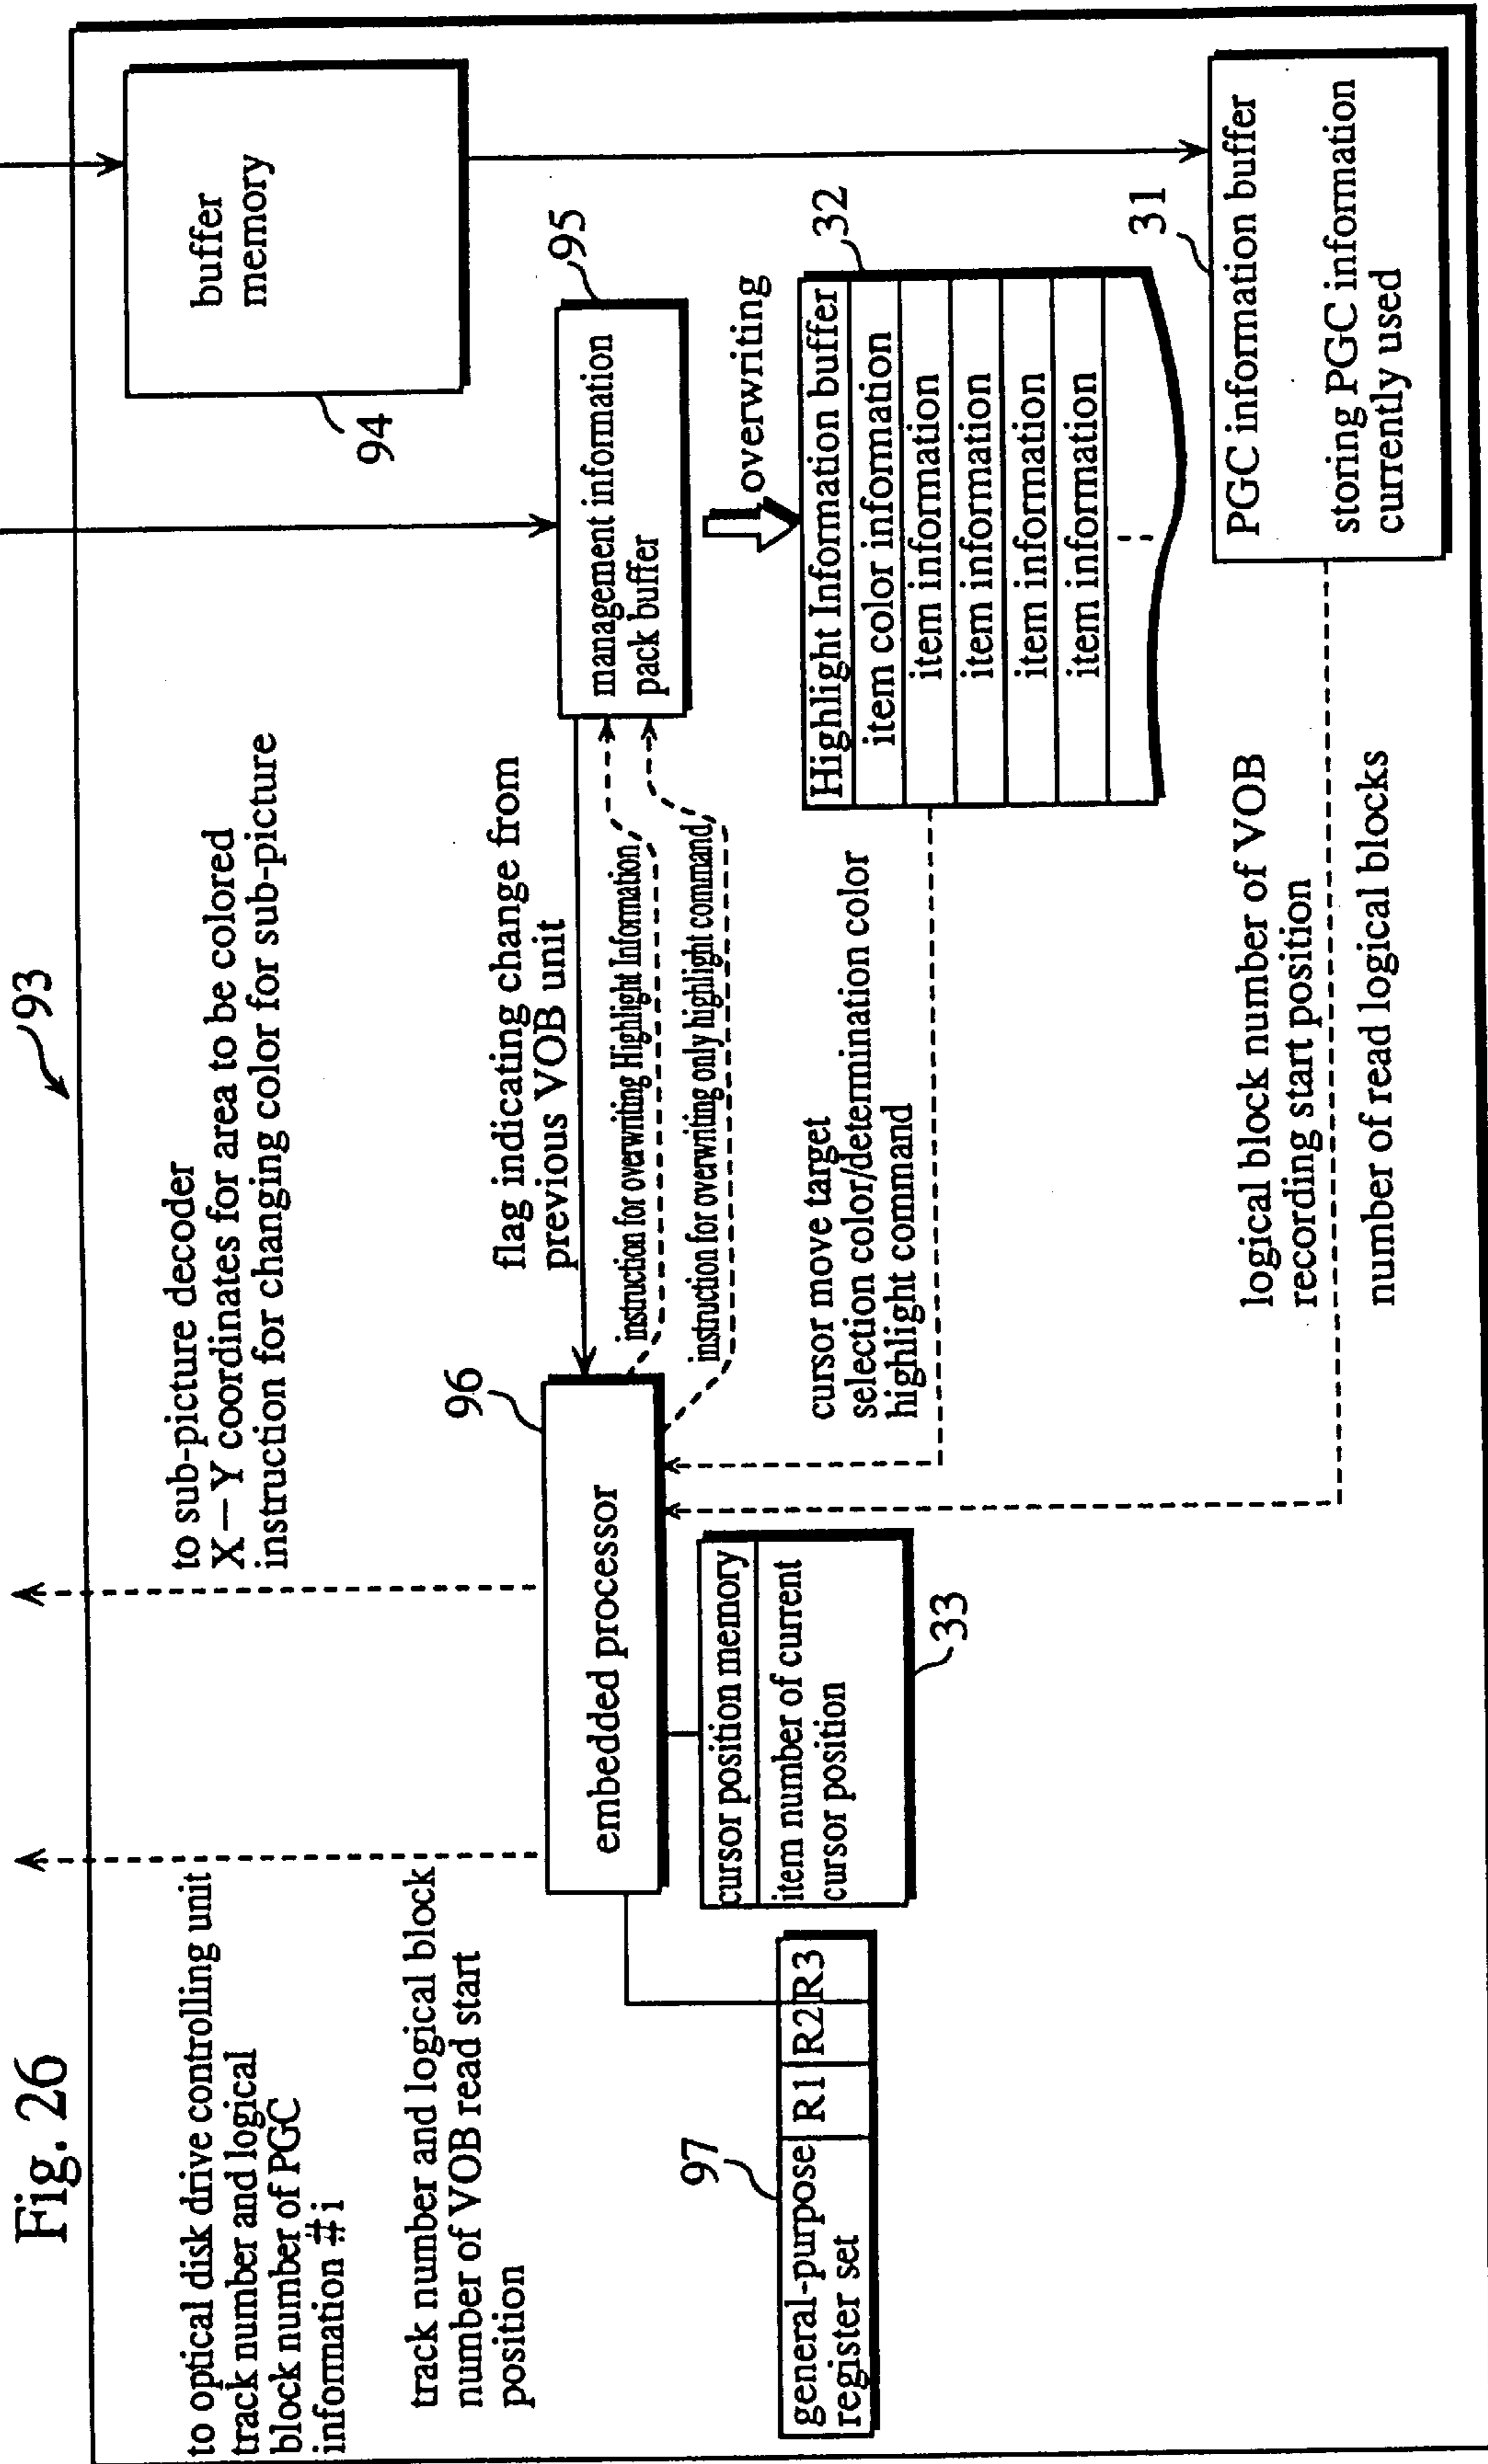 Fig. 26
93
to optical disk drive controlling unit
track number and logical
block number of PGC
information #i
track number and logical block
number of VOB read start
position
to sub-picture decoder
X－Y coordinates for area to be colored
instruction for changing color for sub-picture
buffer
memory
94
96
embedded processor
flag indicating change from
previous VOB unit
instruction for overwriting Highlight Information
instruction for overwriting only highlight command
95
management information
pack buffer
overwriting
97
general-purpose
register set
R1
R2
R3
cursor position memory
item number of current
cursor position
33
cursor move target
selection color/determination color
highlight command
32
Highlight Information buffer
item color information
item information
item information
item information
item information
logical block number of VOB
recording start position
number of read logical blocks
31
PGC information buffer
storing PGC information
currently used